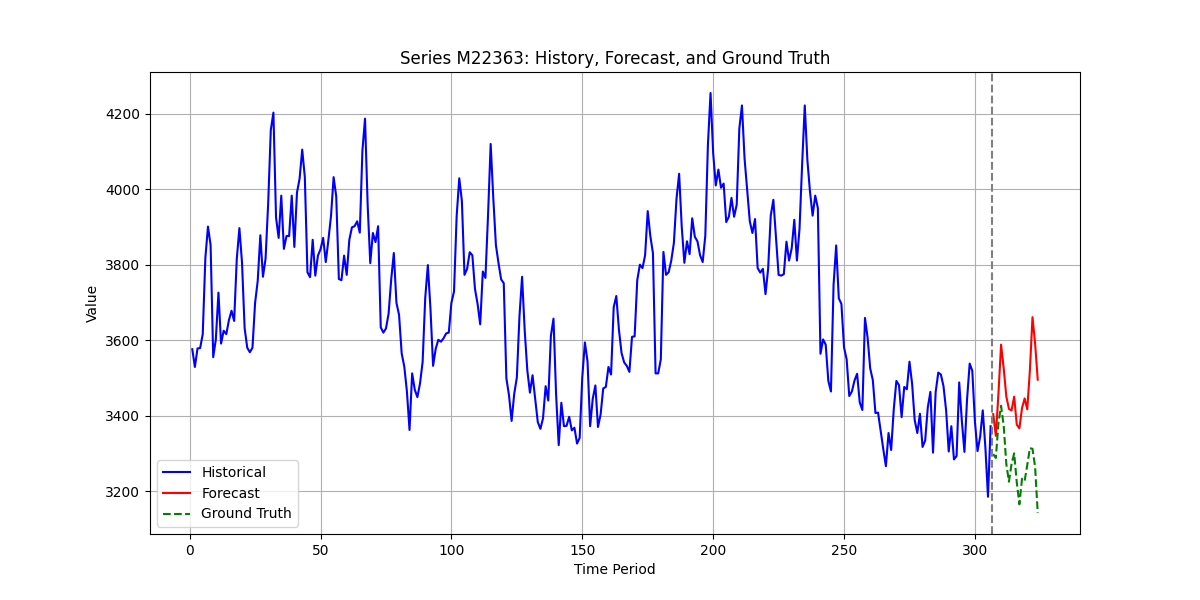 Series M22363: History, Forecast, and Ground Truth
Value
4200
4000
3800
3600
3400
3200
Historical
Forecast
Ground Truth
0 50 100 150 200 250 300
Time Period